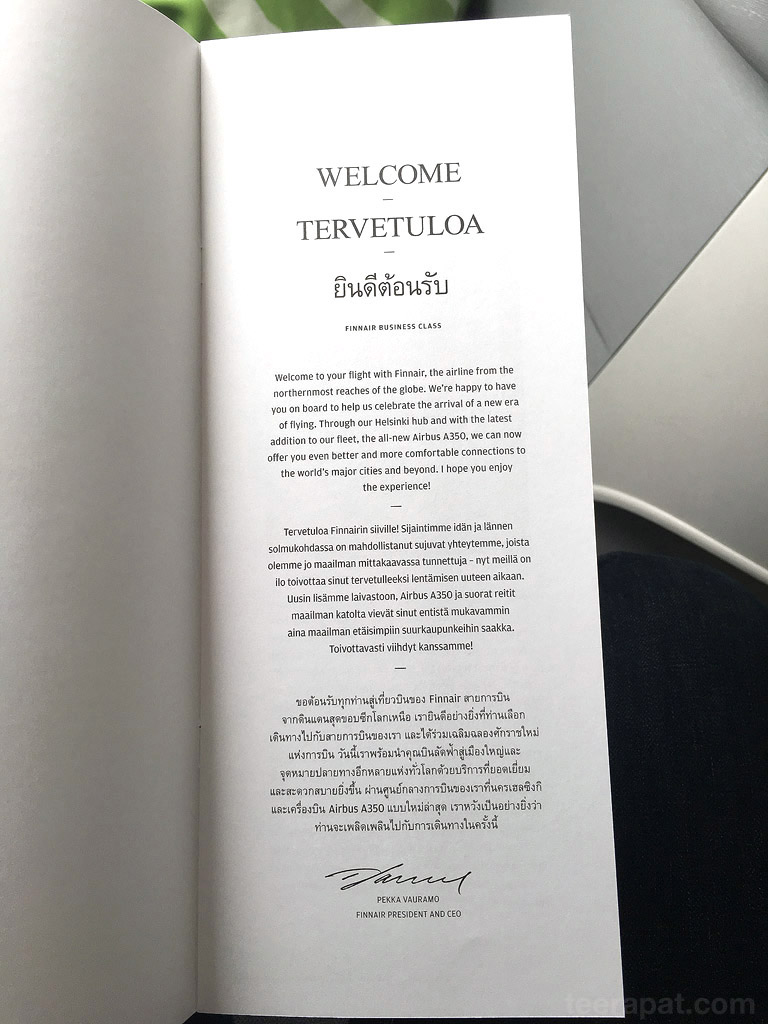 WELCOME
–
TERVETULOA
–
ยินดีต้อนรับ
FINNAIR BUSINESS CLASS
Welcome to your flight with Finnair, the airline from the
northernmost reaches of the globe. We're happy to have
you on board to help us celebrate the arrival of a new era
of flying. Through our Helsinki hub and with the latest
addition to our fleet, the all-new Airbus A350, we can now
offer you even better and more comfortable connections to
the world's major cities and beyond. I hope you enjoy
the experience!
—
Tervetuloa Finnairin siiville! Sijaintimme idän ja lännen
solmukohdassa on mahdollistanut sujuvat yhteytemme, joista
olemme jo maailman mittakaavassa tunnettuja – nyt meillä on
ilo toivottaa sinut tervetulleeksi lentämisen uuteen aikaan.
Uusin lisämme laivastoon, Airbus A350 ja suorat reitit
maailman katolta vievät sinut entistä mukavammin
aina maailman etäisimpiin suurkaupunkeihin saakka.
Toivottavasti viihdyt kanssamme!
—
ขอต้อนรับทุกท่านสู่เที่ยวบินของ Finnair สายการบิน
จากดินแดนสุดขอบซีกโลกเหนือ เรายินดีอย่างยิ่งที่ท่านเลือก
เดินทางไปกับสายการบินของเรา และได้ร่วมเฉลิมฉลองศักราชใหม่
แห่งการบิน วันนี้เราพร้อมนำคุณบินลัดฟ้าสู่เมืองใหญ่และ
จุดหมายปลายทางอีกหลายแห่งทั่วโลกด้วยบริการที่ยอดเยี่ยม
และสะดวกสบายยิ่งขึ้น ผ่านศูนย์กลางการบินของเราที่นครเฮลซิงกิ
และเครื่องบิน Airbus A350 แบบใหม่ล่าสุด เราหวังเป็นอย่างยิ่งว่า
ท่านจะเพลิดเพลินไปกับการเดินทางในครั้งนี้
PEKKA VAURAMO
FINNAIR PRESIDENT AND CEO
teerapat.com